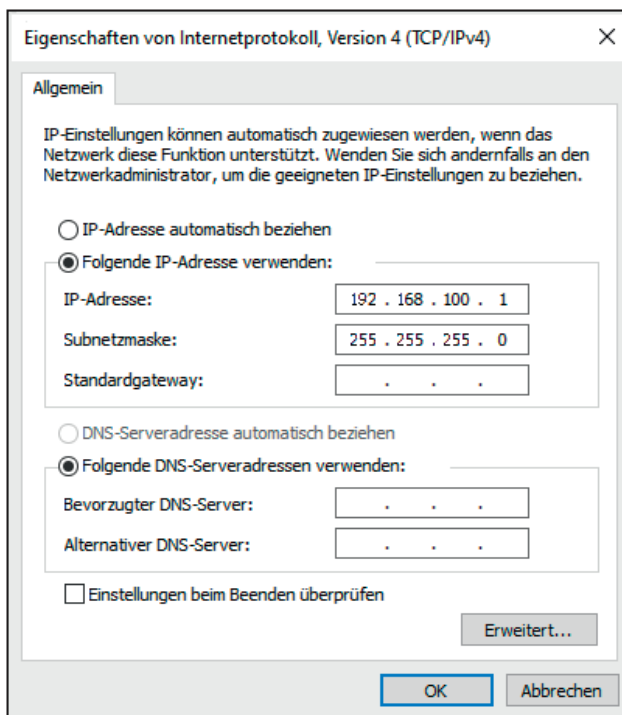 Eigenschaften von Internetprotokoll, Version 4 (TCP/IPv4)
Allgemein
IP-Einstellungen können automatisch zugewiesen werden, wenn das
Netzwerk diese Funktion unterstützt. Wenden Sie sich andernfalls an den
Netzwerkadministrator, um die geeigneten IP-Einstellungen zu beziehen.
IP-Adresse automatisch beziehen
Folgende IP-Adresse verwenden:
IP-Adresse: 192 . 168 . 100 . 1
Subnetzmaske: 255 . 255 . 255 . 0
Standardgateway: . . .
DNS-Serveradresse automatisch beziehen
Folgende DNS-Serveradressen verwenden:
Bevorzugter DNS-Server: . . .
Alternativer DNS-Server: . . .
Einstellungen beim Beenden überprüfen
Erweitert...
OK Abbrechen